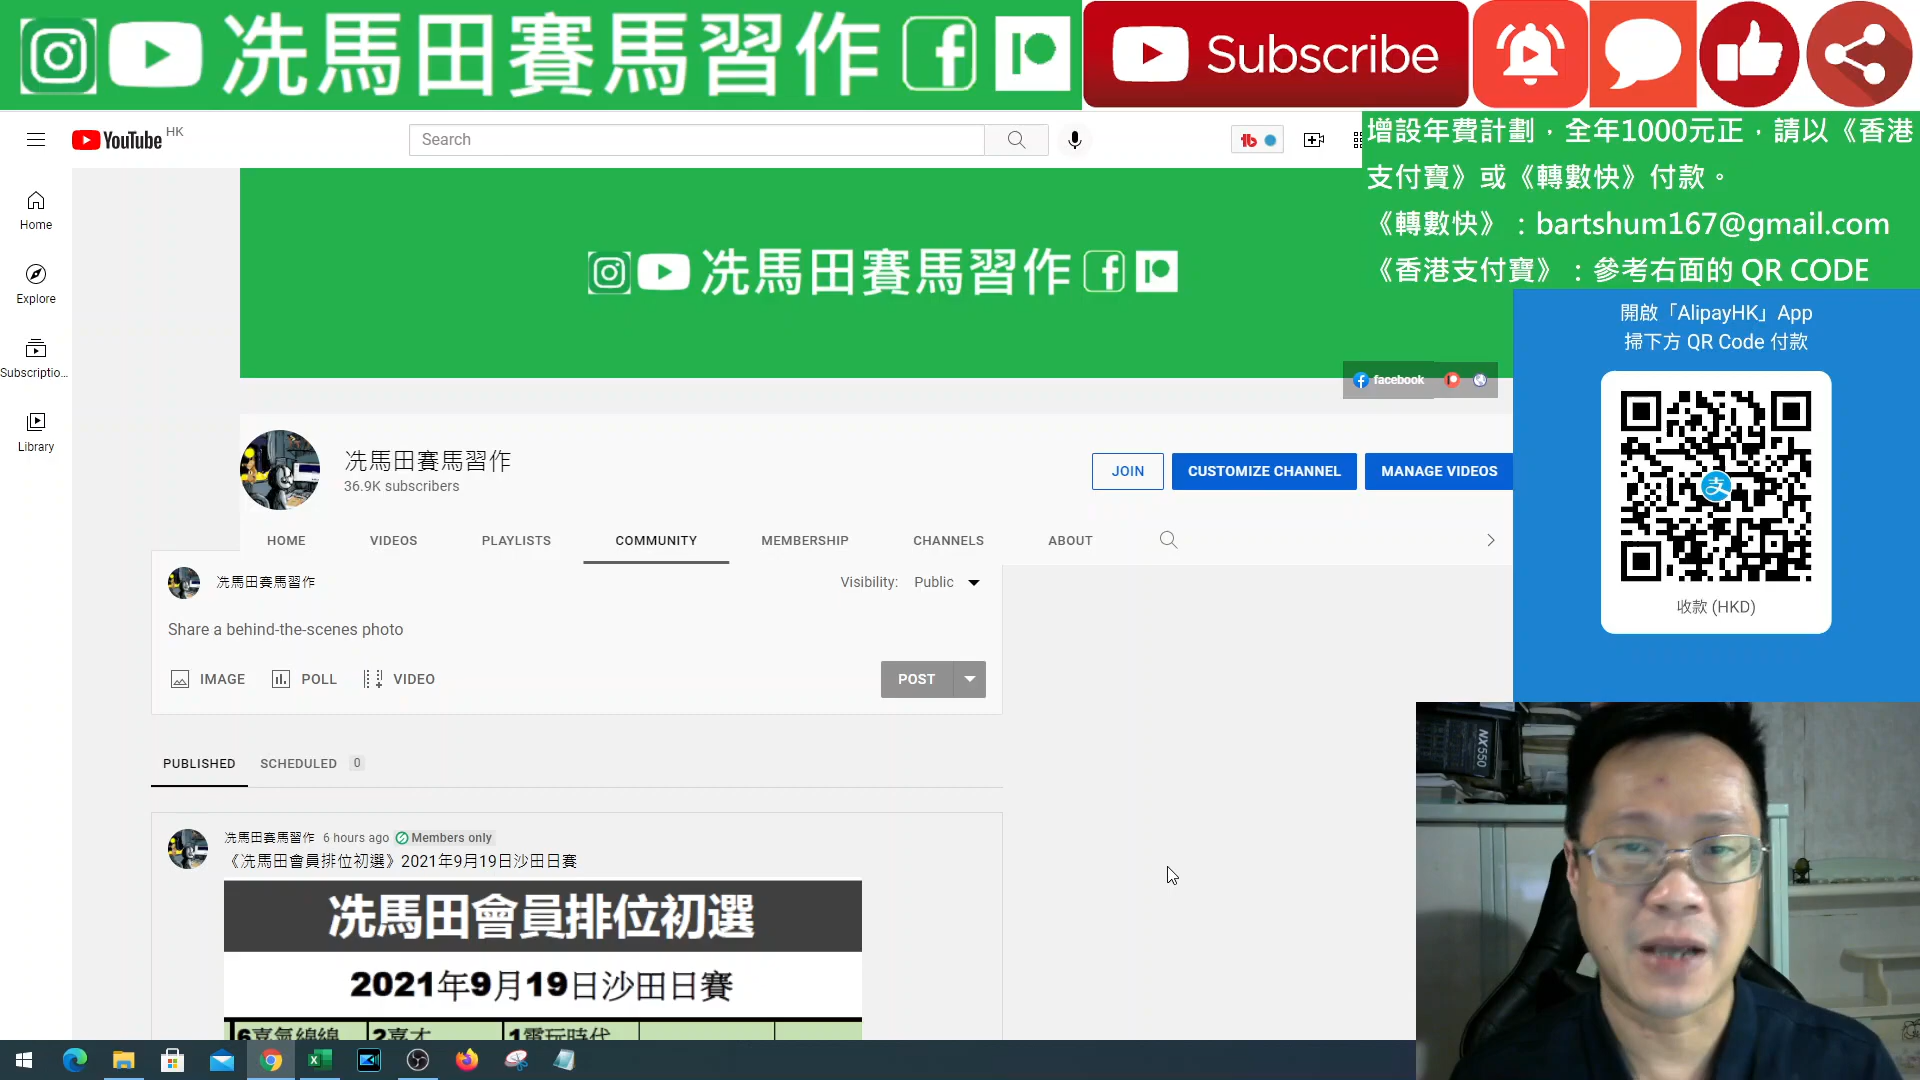 冼馬田賽馬習作
Subscribe
YouTube HK
Search
增設年費計劃，全年1000元正，請以《香港
支付寶》或《轉數快》付款。
《轉數快》：bartshum167@gmail.com
《香港支付寶》：參考右面的 QR CODE
Home
Explore
Subscriptio...
Library
冼馬田賽馬習作
facebook
開啟「AlipayHK」App
掃下方 QR Code 付款
支
收款 (HKD)
冼馬田賽馬習作
36.9K subscribers
JOIN
CUSTOMIZE CHANNEL
MANAGE VIDEOS
HOME
VIDEOS
PLAYLISTS
COMMUNITY
MEMBERSHIP
CHANNELS
ABOUT
冼馬田賽馬習作
Visibility: Public
Share a behind-the-scenes photo
IMAGE
POLL
VIDEO
POST
PUBLISHED
SCHEDULED 0
冼馬田賽馬習作 6 hours ago Members only
《冼馬田會員排位初選》2021年9月19日沙田日賽
冼馬田會員排位初選
2021年9月19日沙田日賽
NX550